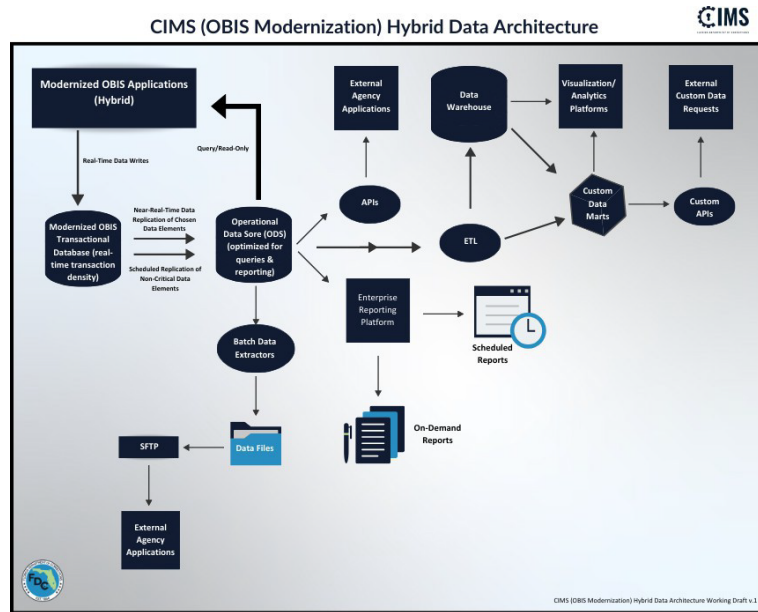 CIMS (OBIS Modernization) Hybrid Data Architecture
CIMS
Modernized OBIS Applications
(Hybrid)
External
Agency
Applications
Data
Warehouse
Visualization/
Analytics
Platforms
External
Custom Data
Requests
Real-Time Data Writes
Query/Read-Only
APIs
Custom
Data
Marts
Custom
APIs
Near-Real-Time Data
Replication of Chosen
Data Elements
Modernized OBIS
Transactional
Database (real-
time transaction
density)
Scheduled Replication of
Non-Critical Data
Elements
Operational
Data Sore (ODS)
(optimized for
queries &
reporting)
ETL
Enterprise
Reporting
Platform
Scheduled
Reports
Batch Data
Extractors
On-Demand
Reports
SFTP
Data Files
External
Agency
Applications
FDC
CIMS (OBIS Modernization) Hybrid Data Architecture Working Draft v.1